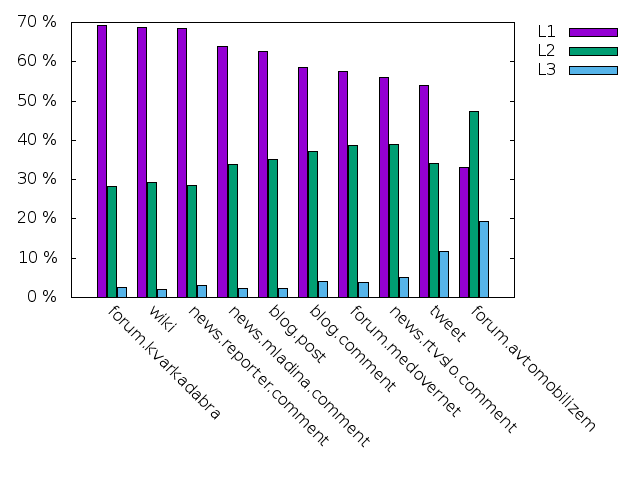 70 %
60 %
50 %
40 %
30 %
20 %
10 %
0 %
L1
L2
L3
forum.kvarkadabra
wiki
news.reporter.comment
news.mladina.comment
blog.post
blog.comment
forum.medovernet
news.rtvslo.comment
tweet
forum.avtomobilizem